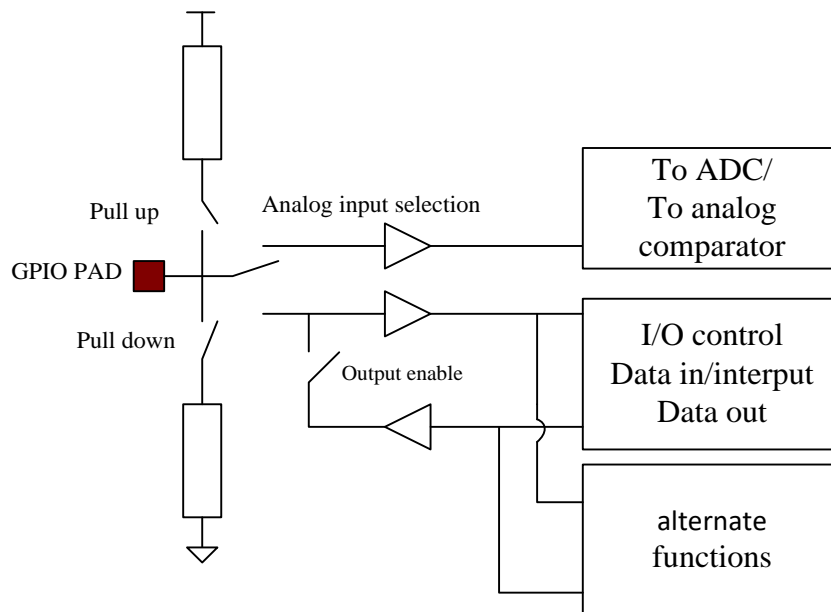 Pull up
Analog input selection
To ADC/
To analog
comparator
GPIO PAD
Pull down
Output enable
I/O control
Data in/interput
Data out
alternate
functions